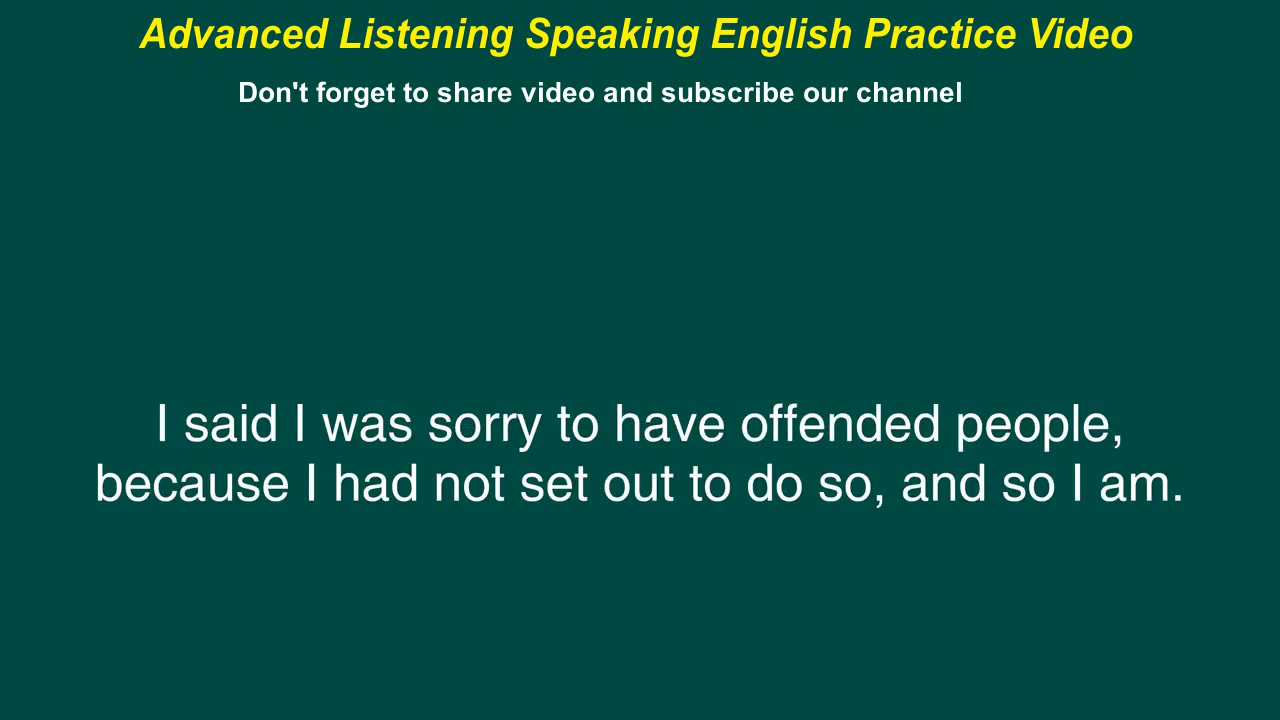 Advanced Listening Speaking English Practice Video
Don't forget to share video and subscribe our channel
I said I was sorry to have offended people,
because I had not set out to do so, and so I am.